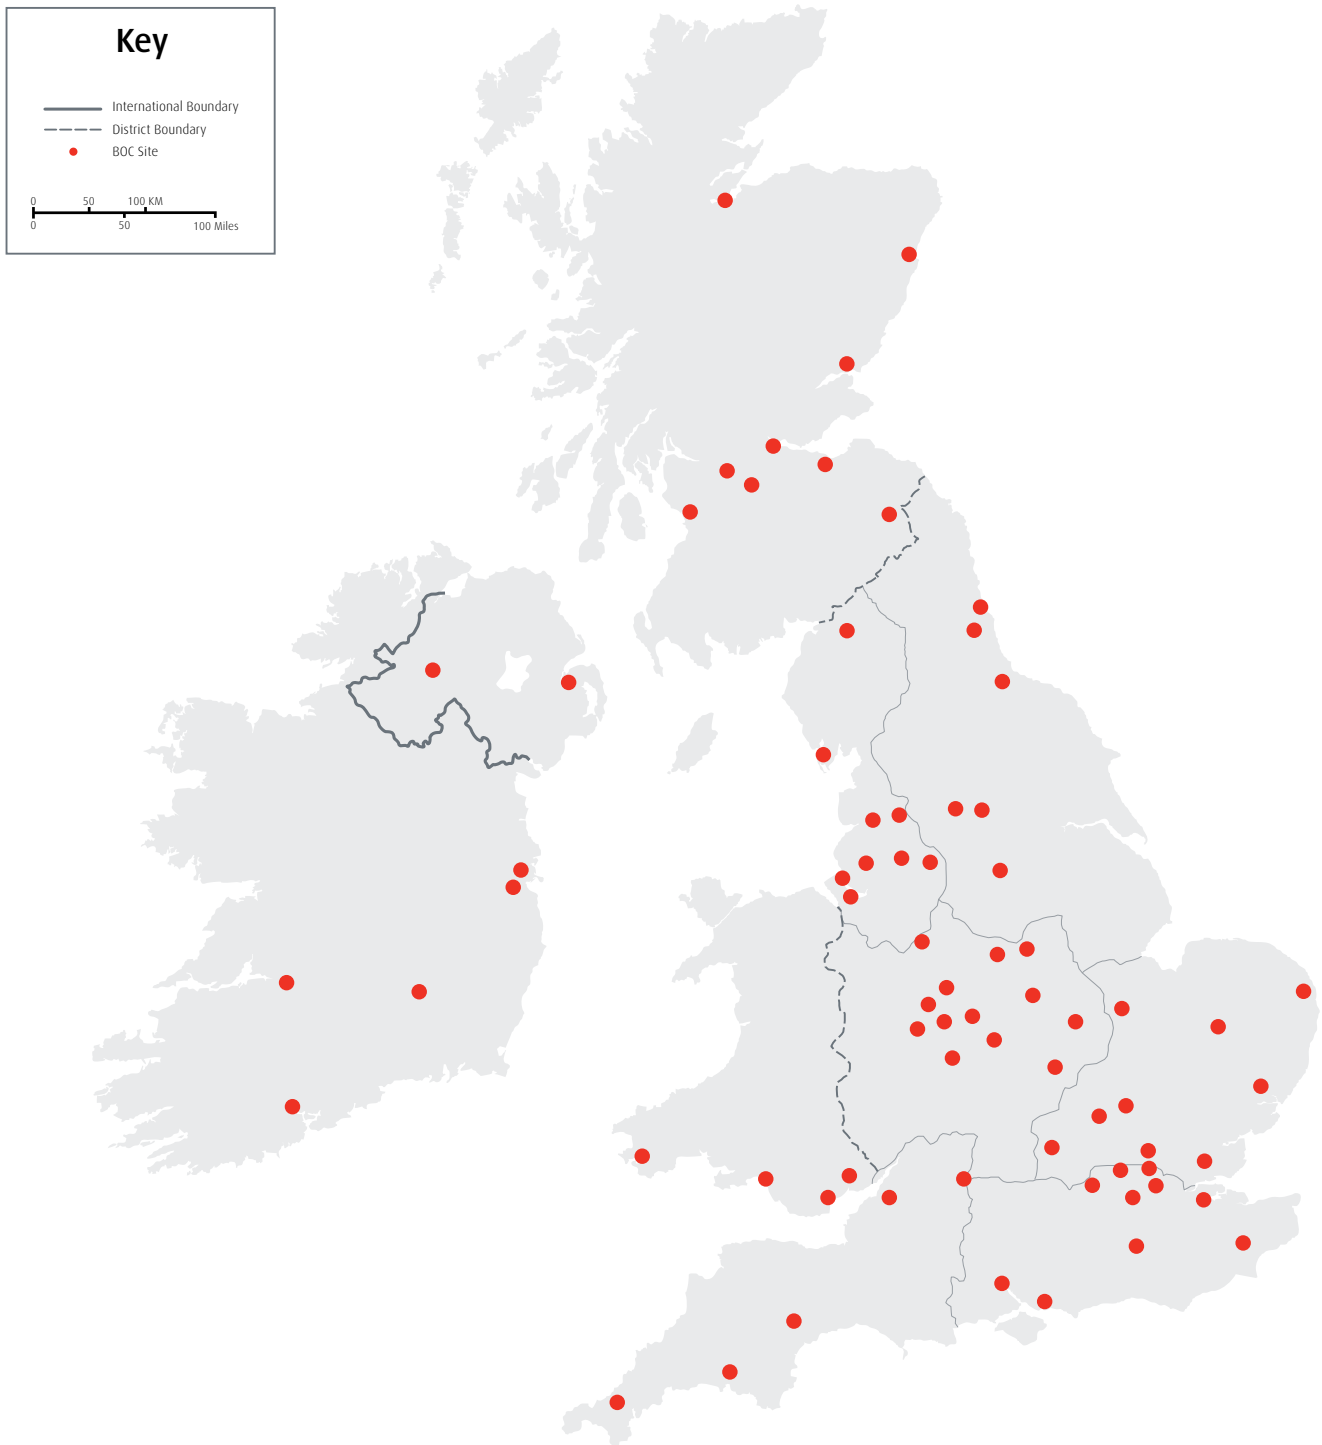 Key
International Boundary
District Boundary
BOC Site
0 50 100 KM
0 50 100 Miles